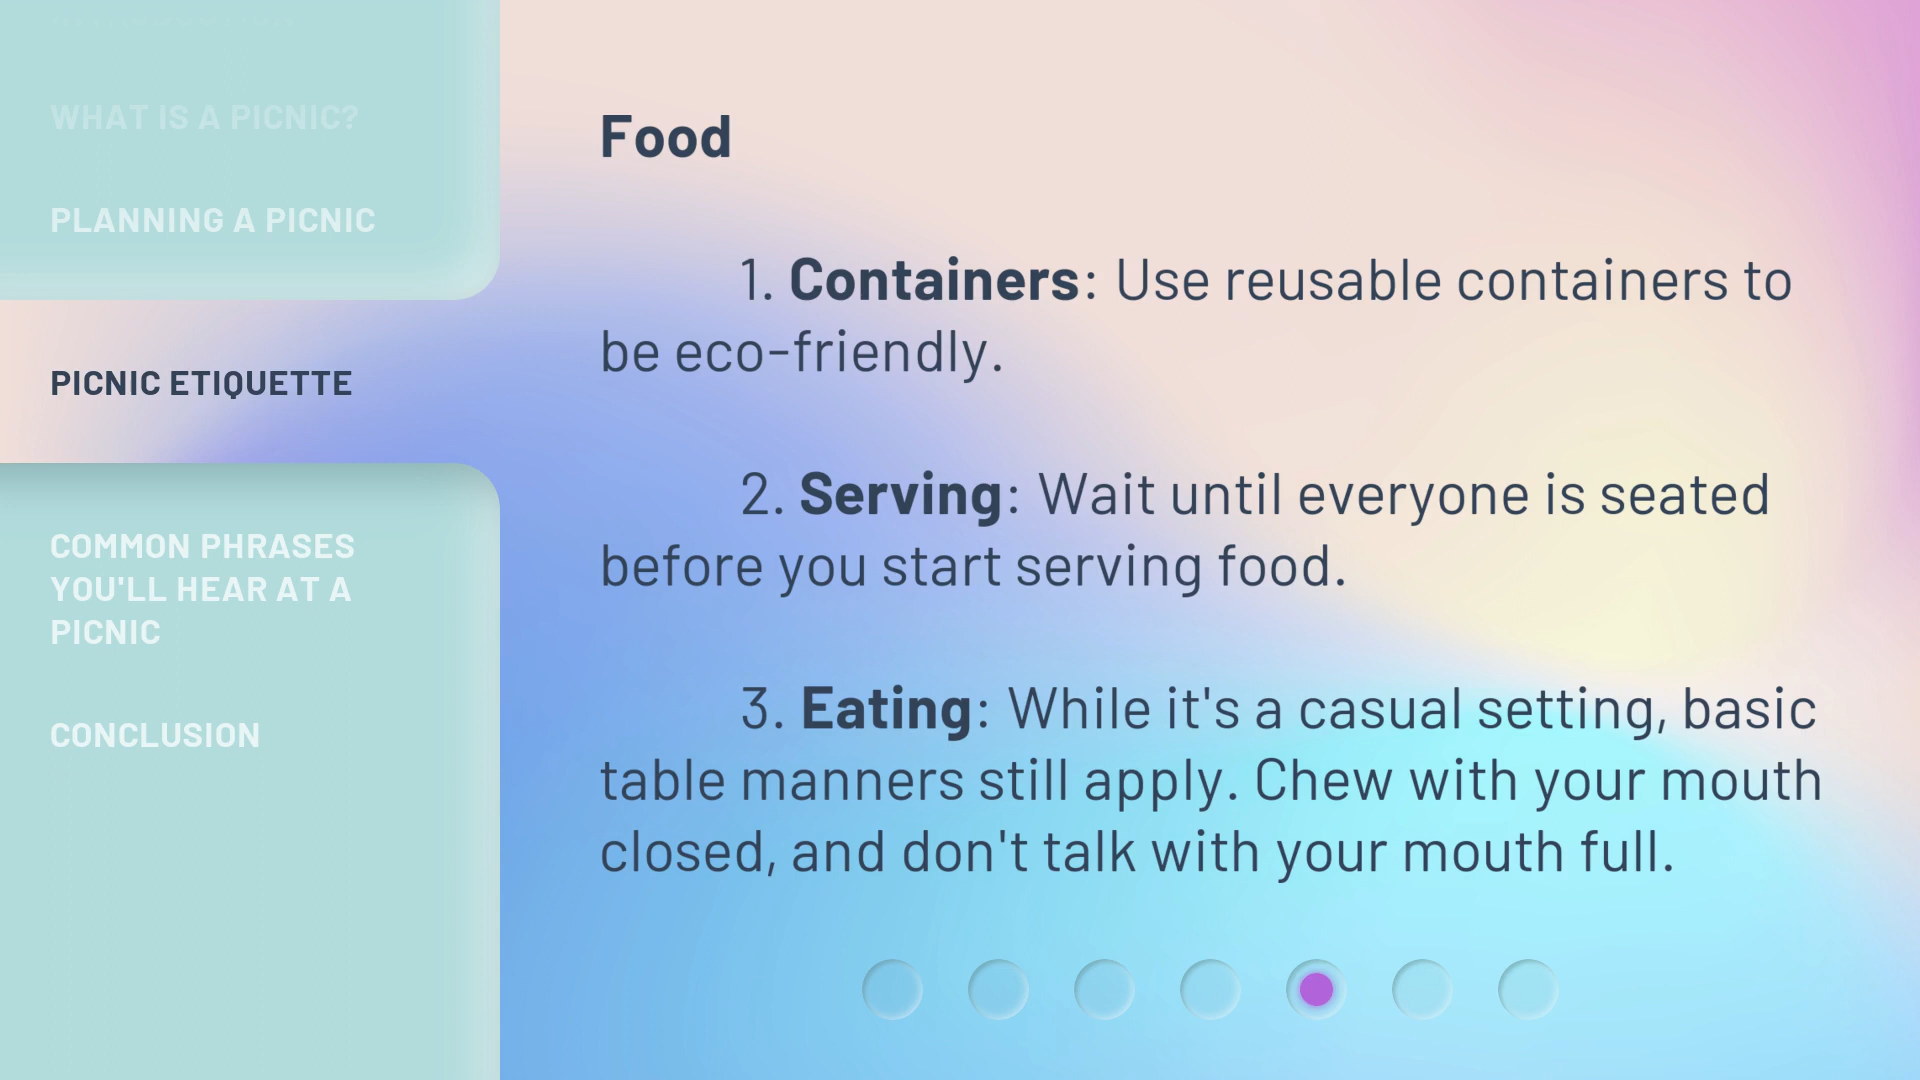 WHAT IS A PICNIC?
PLANNING A PICNIC
PICNIC ETIQUETTE
COMMON PHRASES
YOU'LL HEAR AT A
PICNIC
CONCLUSION
Food
1. Containers: Use reusable containers to
be eco-friendly.
2. Serving: Wait until everyone is seated
before you start serving food.
3. Eating: While it's a casual setting, basic
table manners still apply. Chew with your mouth
closed, and don't talk with your mouth full.